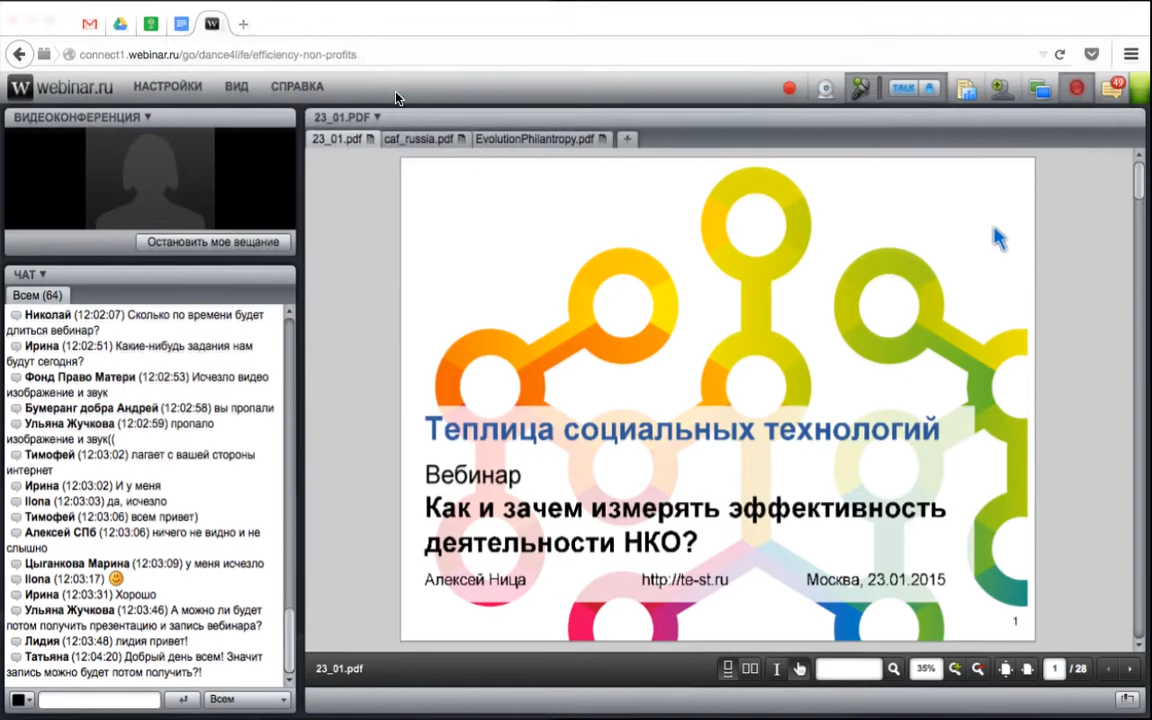 connect1.webinar.ru/go/dance4life/efficiency-non-profits
W webinar.ru НАСТРОЙКИ ВИД СПРАВКА
TALK 49
ВИДЕОКОНФЕРЕНЦИЯ
Остановить мое вещание
ЧАТ
Всем (64)
Николай (12:02:07) Сколько по времени будет
длиться вебинар?
Ирина (12:02:51) Какие-нибудь задания нам
будут сегодня?
Фонд Право Матери (12:02:53) Исчезло видео
изображение и звук
Бумеранг добра Андрей (12:02:58) вы пропали
Ульяна Жучкова (12:02:59) пропало
изображение и звук((
Тимофей (12:03:02) лагает с вашей стороны
интернет
Ирина (12:03:02) И у меня
Ilona (12:03:03) да, исчезло
Тимофей (12:03:06) всем привет)
Алексей СПб (12:03:06) ничего не видно и не
слышно
Цыганкова Марина (12:03:09) у меня исчезло
Ilona (12:03:17)
Ирина (12:03:31) Хорошо
Ульяна Жучкова (12:03:46) А можно ли будет
потом получить презентацию и запись вебинара?
Лидия (12:03:48) лидия привет!
Татьяна (12:04:20) Добрый день всем! Значит
запись можно будет потом получить?!
Всем
23_01.PDF
23_01.pdf caf_russia.pdf EvolutionPhilantropy.pdf
Теплица социальных технологий
Вебинар
Как и зачем измерять эффективность
деятельности НКО?
Алексей Ница http://te-st.ru Москва, 23.01.2015
1
23_01.pdf 35% 1 / 28